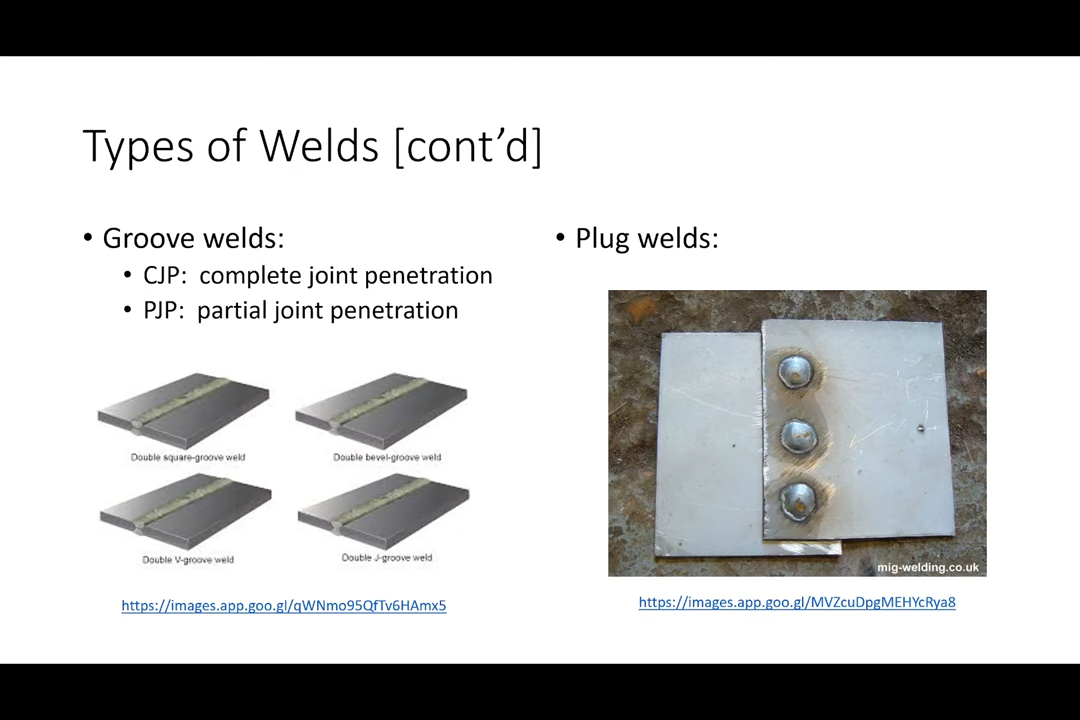 Types of Welds [cont’d]
• Groove welds:
• CJP:  complete joint penetration
• PJP:  partial joint penetration
Double square-groove weld
Double bevel-groove weld
Double V-groove weld
Double J-groove weld
https://images.app.goo.gl/qWNmo95QfTv6HAmx5
• Plug welds:
mig-welding.co.uk
https://images.app.goo.gl/MVZcuDpgMEHYcRya8